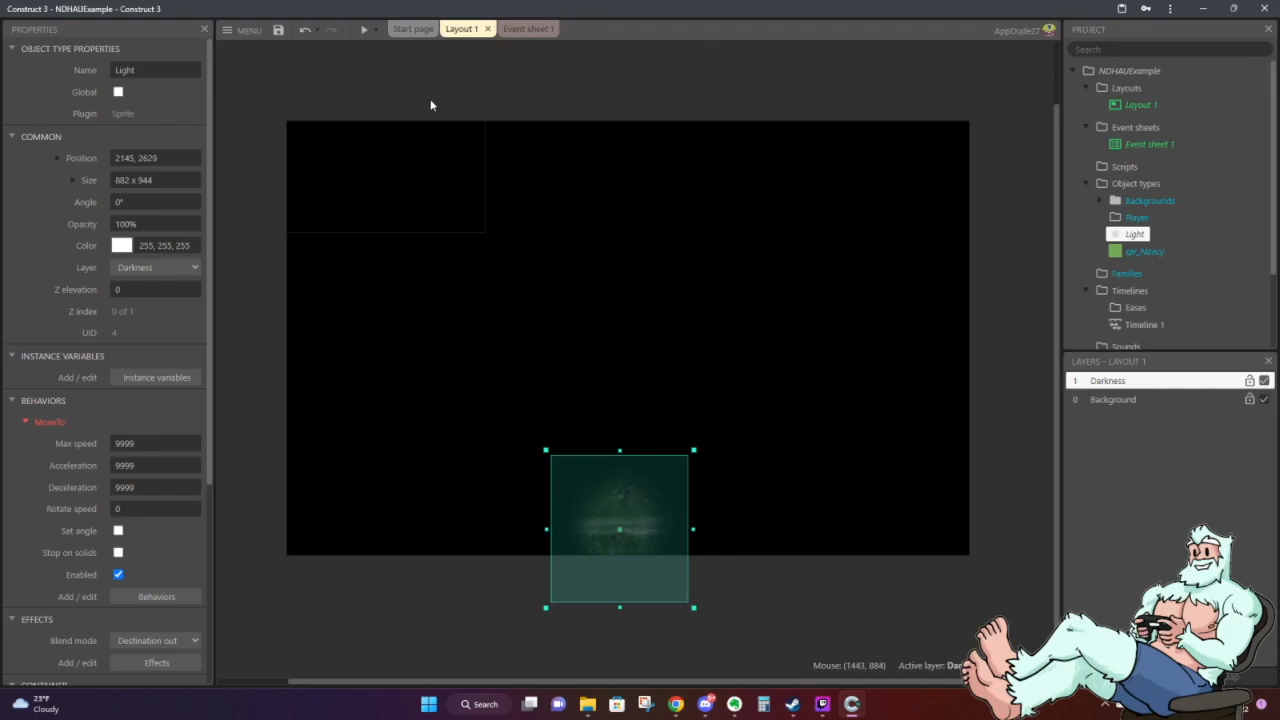 Construct 3 - NDHAUExample - Construct 3
PROPERTIES
OBJECT TYPE PROPERTIES
Name Light
Global
Plugin Sprite
COMMON
Position 2145, 2629
Size 882 x 944
Angle 0°
Opacity 100%
Color 255, 255, 255
Layer Darkness
Z elevation 0
Z index 0 of 1
UID 4
INSTANCE VARIABLES
Add / edit Instance variables
BEHAVIORS
MoveTo
Max speed 9999
Acceleration 9999
Deceleration 9999
Rotate speed 0
Set angle
Stop on solids
Enabled
Add / edit Behaviors
EFFECTS
Blend mode Destination out
Add / edit Effects
MENU Start page Layout 1 Event sheet 1 AppDude27
Mouse: (1443, 884) Active layer:
PROJECT
Search
NDHAUExample
Layouts
Layout 1
Event sheets
Event sheet 1
Scripts
Object types
Backgrounds
Player
Light
spr_Nancy
Families
Timelines
Eases
Timeline 1
Sounds
LAYERS - LAYOUT 1
1 Darkness
0 Background
23°F
Cloudy
Search